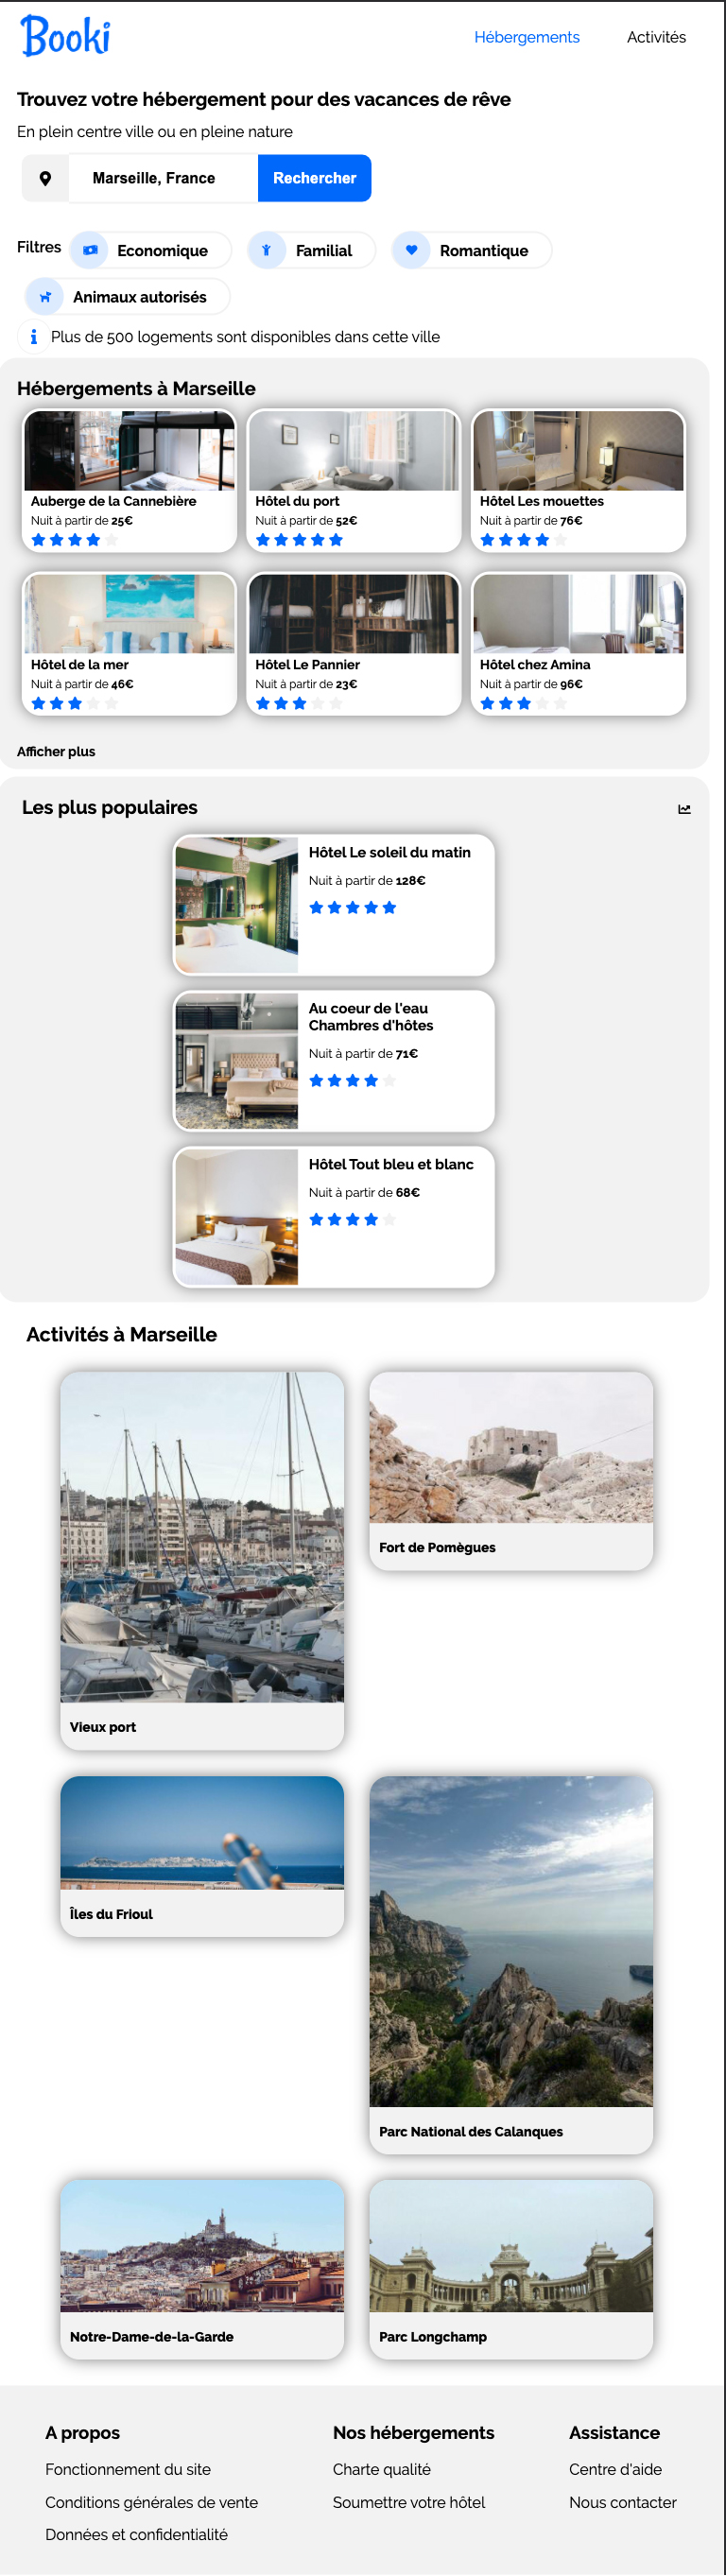 Booki
Hébergements
Activités
Trouvez votre hébergement pour des vacances de rêve
En plein centre ville ou en pleine nature
Marseille, France
Rechercher
Filtres
Economique
Familial
Romantique
Animaux autorisés
Plus de 500 logements sont disponibles dans cette ville
Hébergements à Marseille
Auberge de la Cannebière
Nuit à partir de 25€
Hôtel du port
Nuit à partir de 52€
Hôtel Les mouettes
Nuit à partir de 76€
Hôtel de la mer
Nuit à partir de 46€
Hôtel Le Pannier
Nuit à partir de 23€
Hôtel chez Amina
Nuit à partir de 96€
Afficher plus
Les plus populaires
Hôtel Le soleil du matin
Nuit à partir de 128€
Au coeur de l'eau
Chambres d'hôtes
Nuit à partir de 71€
Hôtel Tout bleu et blanc
Nuit à partir de 68€
Activités à Marseille
Vieux port
Fort de Pomègues
Îles du Frioul
Parc National des Calanques
Notre-Dame-de-la-Garde
Parc Longchamp
A propos
Fonctionnement du site
Conditions générales de vente
Données et confidentialité
Nos hébergements
Charte qualité
Soumettre votre hôtel
Assistance
Centre d'aide
Nous contacter